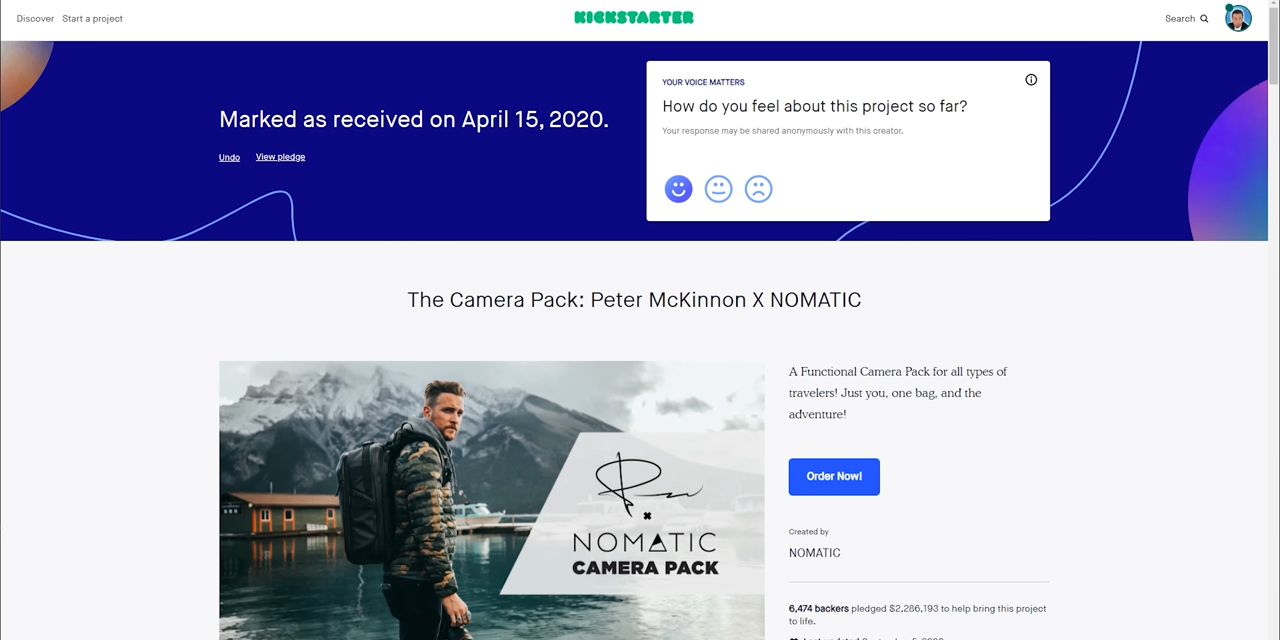 Discover Start a project
KICKSTARTER
Search
Marked as received on April 15, 2020.
Undo View pledge
YOUR VOICE MATTERS
How do you feel about this project so far?
Your response may be shared anonymously with this creator.
The Camera Pack: Peter McKinnon X NOMATIC
NOMATIC
CAMERA PACK
A Functional Camera Pack for all types of
travelers! Just you, one bag, and the
adventure!
Order Now!
Created by
NOMATIC
6,474 backers pledged $2,286,193 to help bring this project
to life.